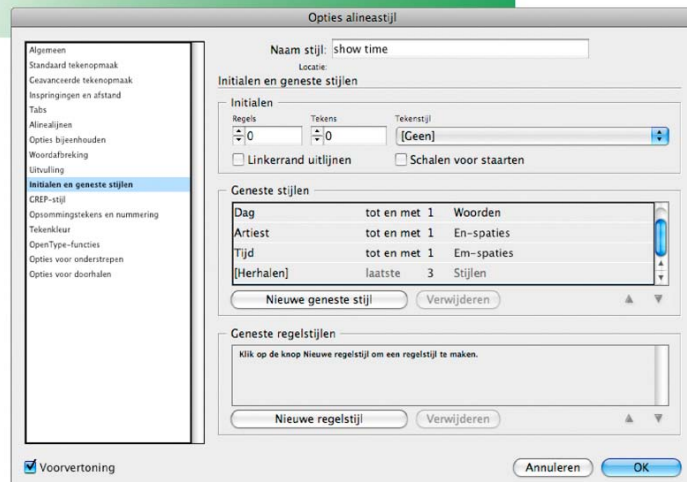 Opties alineastijl
Naam stijl: show time
Locatie:
Initialen en geneste stijlen
Algemeen
Standaard tekenopmaak
Geavanceerde tekenopmaak
Inspringingen en afstand
Tabs
Alinealijnen
Opties bijeenhouden
Woordafbreking
Uitvulling
Initialen en geneste stijlen
GREP-stijl
Opsommingstekens en nummering
Tekenkleur
OpenType-functies
Opties voor onderstrepen
Opties voor doorhalen
Initialen
Regels Tekens Tekenstijl
0 0 [Geen]
Linkerrand uitlijnen Schalen voor staarten
Geneste stijlen
Dag tot en met 1 Woorden
Artiest tot en met 1 En-spaties
Tijd tot en met 1 Em-spaties
[Herhalen] laatste 3 Stijlen
Nieuwe geneste stijl Verwijderen
Geneste regelstijlen
Klik op de knop Nieuwe regelstijl om een regelstijl te maken.
Nieuwe regelstijl Verwijderen
Voorvertoning Annuleren OK